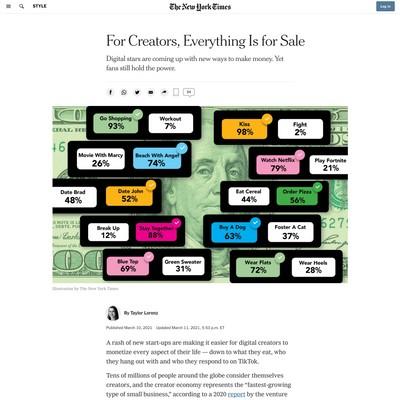 STYLE
The New York Times
Log in
For Creators, Everything Is for Sale
Digital stars are coming up with new ways to make money. Yet
fans still hold the power.
Go Shopping
93%
Workout
7%
Kiss
98%
Fight
2%
Movie With Marcy
26%
Beach With Angel
74%
Watch Netflix
79%
Play Fortnite
21%
Date Brad
48%
Date John
52%
Eat Cereal
44%
Order Pizza
56%
Break Up
12%
Stay Together
88%
Buy A Dog
63%
Foster A Cat
37%
Blue Top
69%
Green Sweater
31%
Wear Flats
72%
Wear Heels
28%
Illustration by The New York Times
By Taylor Lorenz
Published March 10, 2021 Updated March 11, 2021, 5:53 p.m. ET
A rash of new start-ups are making it easier for digital creators to
monetize every aspect of their life — down to what they eat, who
they hang out with and who they respond to on TikTok.
Tens of millions of people around the globe consider themselves
creators, and the creator economy represents the “fastest-growing
type of small business,” according to a 2020 report by the venture